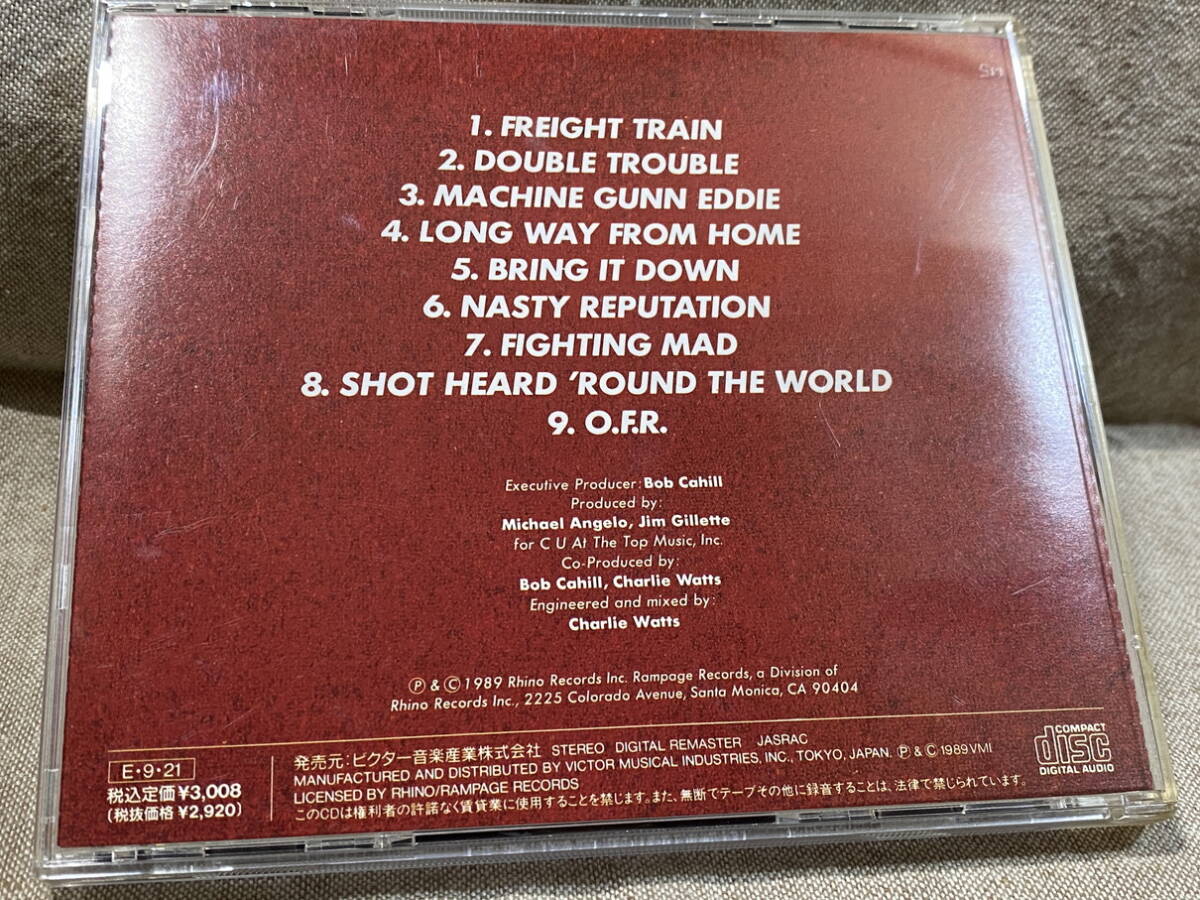 1. FREIGHT TRAIN
2. DOUBLE TROUBLE
3. MACHINE GUNN EDDIE
4. LONG WAY FROM HOME
5. BRING IT DOWN
6. NASTY REPUTATION
7. FIGHTING MAD
8. SHOT HEARD 'ROUND THE WORLD
9. O.F.R.
Executive Producer: Bob Cahill
Produced by:
Michael Angelo, Jim Gillette
for C U At The Top Music, Inc.
Co-Produced by:
Bob Cahill, Charlie Watts
Engineered and mixed by:
Charlie Watts
Ⓟ & © 1989 Rhino Records Inc. Rampage Records, a Division of
Rhino Records Inc., 2225 Colorado Avenue, Santa Monica, CA 90404
E・9・21
税込定価¥3,008
(税抜価格 ¥2,920)
発売元:ビクター音楽産業株式会社 STEREO DIGITAL REMASTER JASRAC
MANUFACTURED AND DISTRIBUTED BY VICTOR MUSICAL INDUSTRIES, INC., TOKYO, JAPAN. Ⓟ & © 1989 VMI
LICENSED BY RHINO/RAMPAGE RECORDS
このCDは権利者の許諾なく賃貸業に使用することを禁じます。また、無断でテープその他に録音することは、法律で禁じられています。
COMPACT
disc
DIGITAL AUDIO